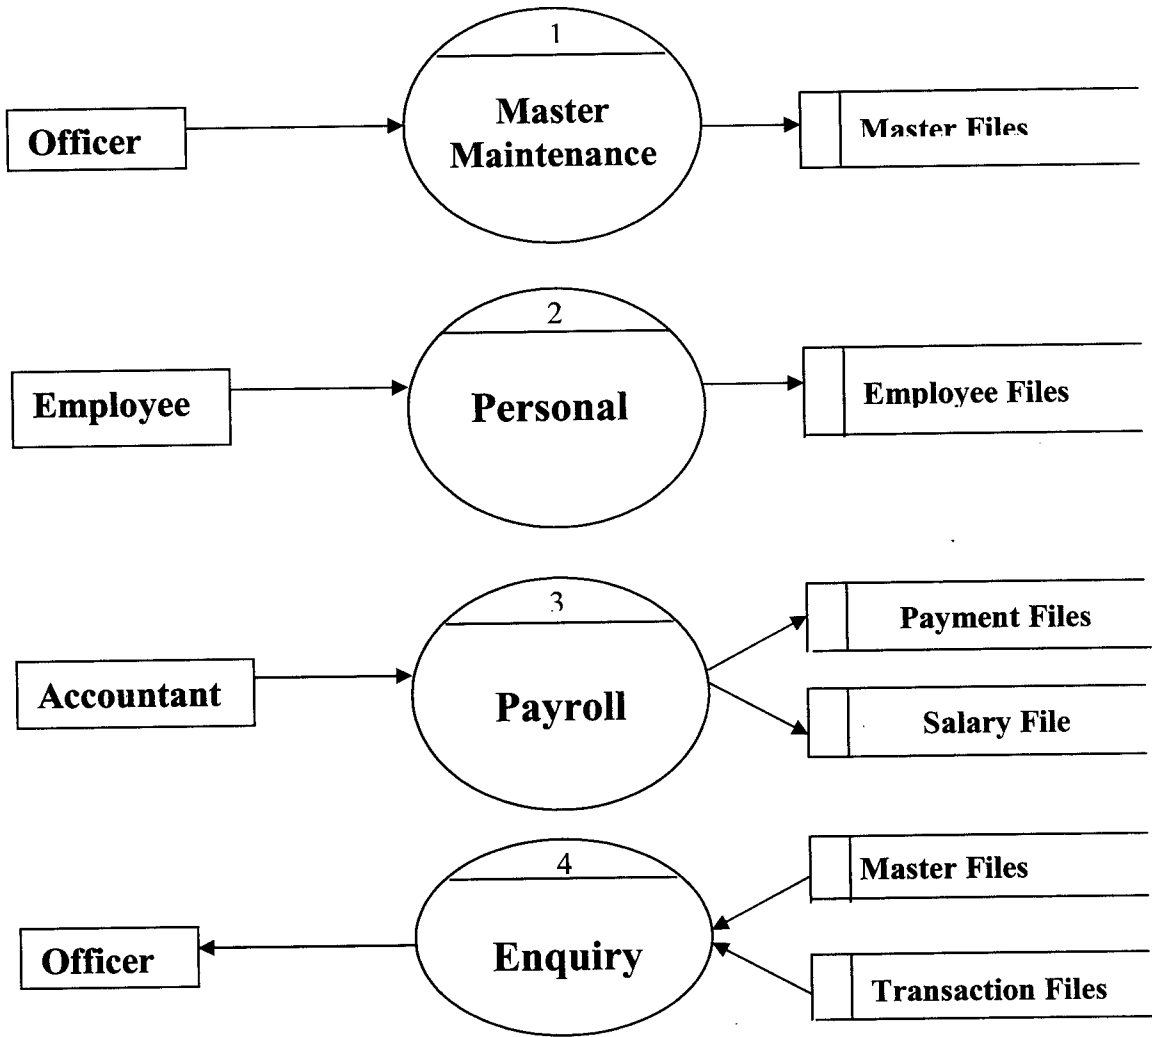 1
Officer
Master
Maintenance
Master Files
2
Employee
Personal
Employee Files
3
Accountant
Payroll
Payment Files
Salary File
4
Officer
Enquiry
Master Files
Transaction Files